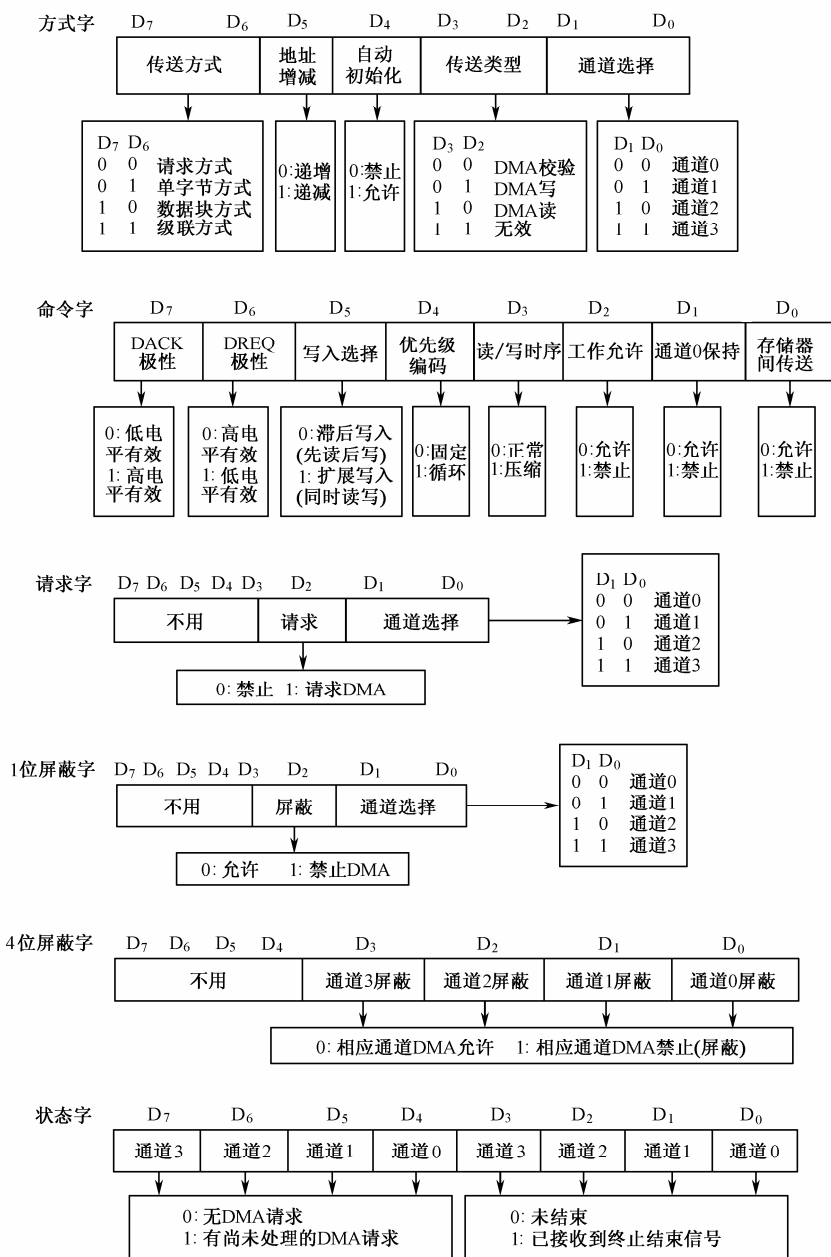 方式字 D7 D6 D5 D4 D3 D2 D1 D0
传送方式 地址增减 自动初始化 传送类型 通道选择
D7 D6
0 0 请求方式
0 1 单字节方式
1 0 数据块方式
1 1 级联方式
0:递增
1:递减
0:禁止
1:允许
D3 D2
0 0 DMA校验
0 1 DMA写
1 0 DMA读
1 1 无效
D1 D0
0 0 通道0
0 1 通道1
1 0 通道2
1 1 通道3
命令字 D7 D6 D5 D4 D3 D2 D1 D0
DACK极性 DREQ极性 写入选择 优先级编码 读/写时序 工作允许 通道0保持 存储器间传送
0:低电
平有效
1:高电
平有效
0:高电
平有效
1:低电
平有效
0:滞后写入
(先读后写)
1:扩展写入
(同时读写)
0:固定
1:循环
0:正常
1:压缩
0:允许
1:禁止
0:允许
1:禁止
0:允许
1:禁止
请求字 D7 D6 D5 D4 D3 D2 D1 D0
不用 请求 通道选择
0:禁止 1:请求DMA
D1 D0
0 0 通道0
0 1 通道1
1 0 通道2
1 1 通道3
1位屏蔽字 D7 D6 D5 D4 D3 D2 D1 D0
不用 屏蔽 通道选择
0:允许 1:禁止DMA
D1 D0
0 0 通道0
0 1 通道1
1 0 通道2
1 1 通道3
4位屏蔽字 D7 D6 D5 D4 D3 D2 D1 D0
不用 通道3屏蔽 通道2屏蔽 通道1屏蔽 通道0屏蔽
0:相应通道DMA允许 1:相应通道DMA禁止(屏蔽)
状态字 D7 D6 D5 D4 D3 D2 D1 D0
通道3 通道2 通道1 通道0 通道3 通道2 通道1 通道0
0:无DMA请求
1:有尚未处理的DMA请求
0:未结束
1:已接收到终止结束信号